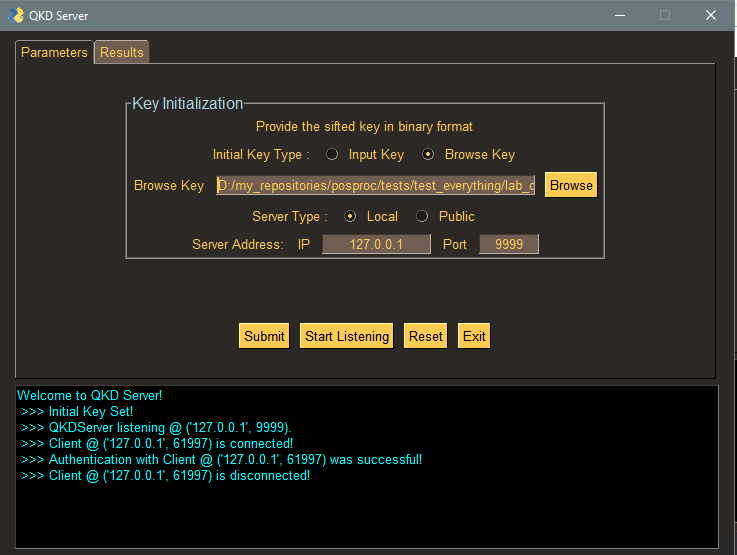 QKD Server
Parameters Results
Key Initialization
Provide the sifted key in binary format
Initial Key Type : Input Key Browse Key
Browse Key D:/my_repositories/posproc/tests/test_everything/lab_ Browse
Server Type : Local Public
Server Address: IP 127.0.0.1 Port 9999
Submit Start Listening Reset Exit
Welcome to QKD Server!
>>> Initial Key Set!
>>> QKDServer listening @ ('127.0.0.1', 9999).
>>> Client @ ('127.0.0.1', 61997) is connected!
>>> Authentication with Client @ ('127.0.0.1', 61997) was successful!
>>> Client @ ('127.0.0.1', 61997) is disconnected!